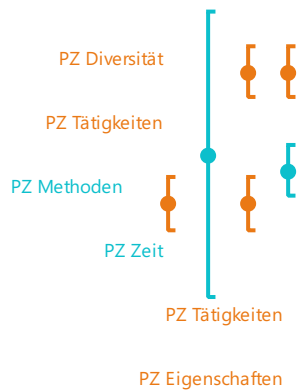 PZ Diversität
PZ Tätigkeiten
PZ Methoden
PZ Zeit
PZ Tätigkeiten
PZ Eigenschaften